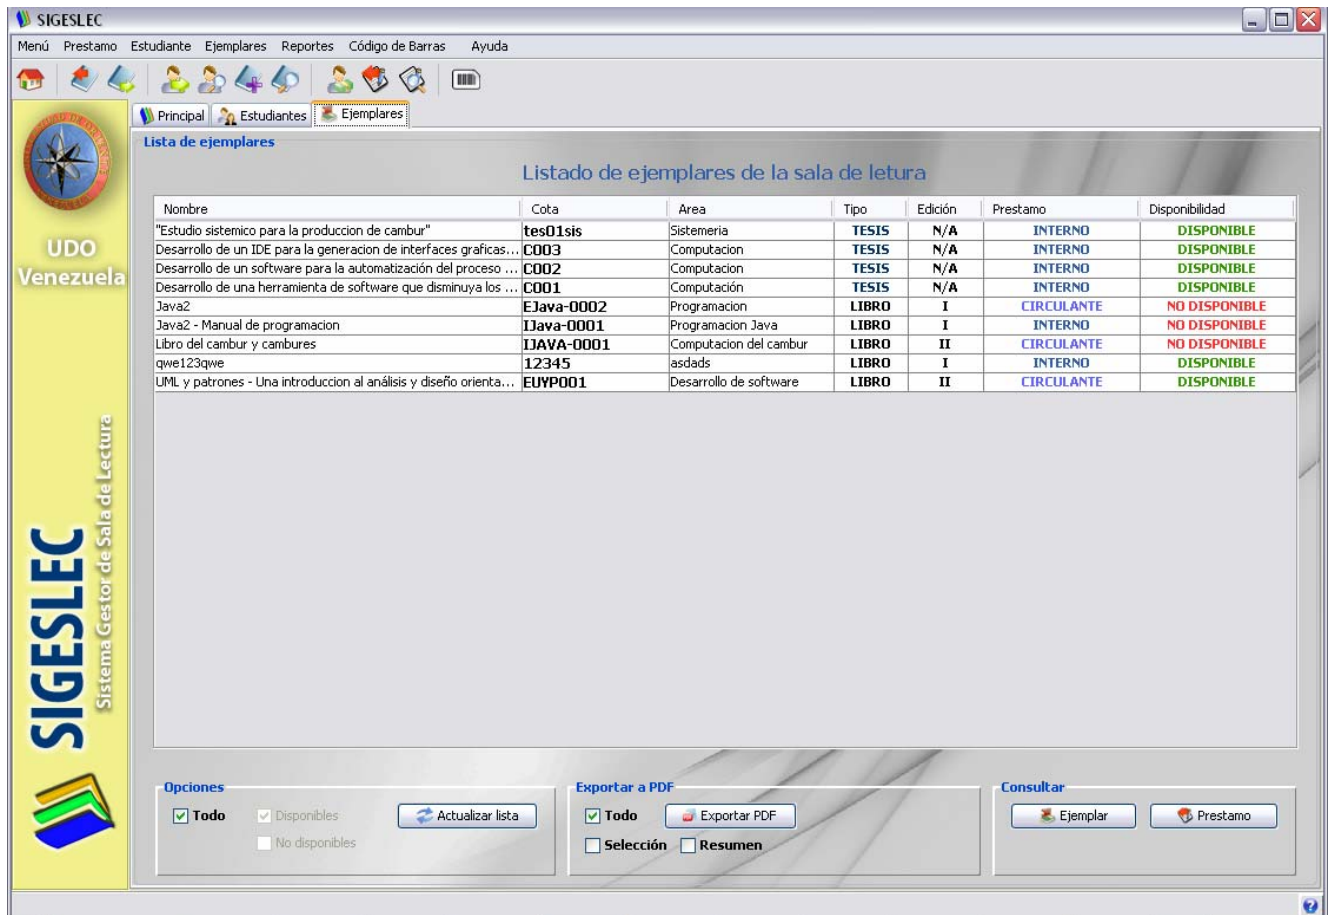 SIGESLEC
Menú Prestamo Estudiante Ejemplares Reportes Código de Barras Ayuda
Principal Estudiantes Ejemplares
Lista de ejemplares
Listado de ejemplares de la sala de letura
Nombre Cota Area Tipo Edición Prestamo Disponibilidad
"Estudio sistemico para la produccion de cambur" tes01sis Sistemeria TESIS N/A INTERNO DISPONIBLE
Desarrollo de un IDE para la generacion de interfaces graficas... C003 Computacion TESIS N/A INTERNO DISPONIBLE
Desarrollo de un software para la automatización del proceso ... C002 Computacion TESIS N/A INTERNO DISPONIBLE
Desarrollo de una herramienta de software que disminuya los ... C001 Computación TESIS N/A INTERNO DISPONIBLE
Java2 EJava-0002 Programacion LIBRO I CIRCULANTE NO DISPONIBLE
Java2 - Manual de programacion IJava-0001 Programacion Java LIBRO I INTERNO NO DISPONIBLE
Libro del cambur y cambures IJAVA-0001 Computacion del cambur LIBRO II CIRCULANTE NO DISPONIBLE
qwe123qwe 12345 asdads LIBRO I INTERNO DISPONIBLE
UML y patrones - Una introduccion al análisis y diseño orienta... EUYP001 Desarrollo de software LIBRO II CIRCULANTE DISPONIBLE
UDO
Venezuela
SIGESLEC
Sistema Gestor de Sala de Lectura
Opciones
Todo Disponibles Actualizar lista
No disponibles
Exportar a PDF
Todo Exportar PDF
Selección Resumen
Consultar
Ejemplar Prestamo